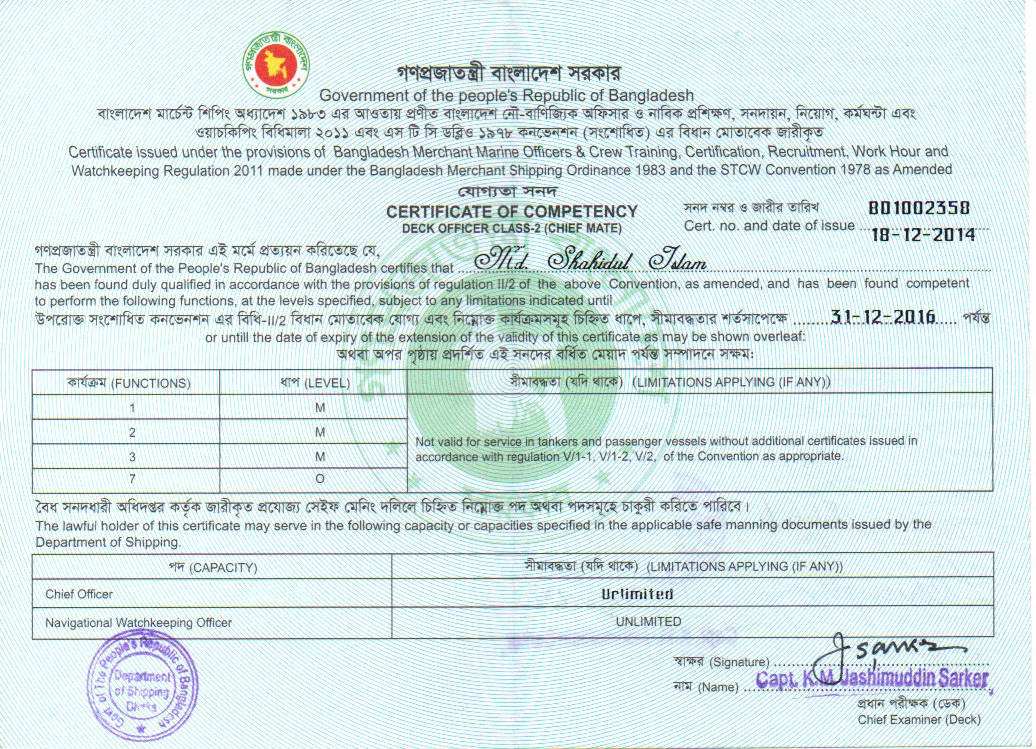 গণপ্রজাতন্ত্রী বাংলাদেশ
সরকার
গণপ্রজাতন্ত্রী বাংলাদেশ সরকার
Government of the people's Republic of Bangladesh
বাংলাদেশ মার্চেন্ট শিপিং অধ্যাদেশ ১৯৮৩ এর আওতায় প্রণীত বাংলাদেশ নৌ-বাণিজ্যিক অফিসার ও নাবিক প্রশিক্ষণ, সনদায়ন, নিয়োগ, কর্মঘন্টা এবং
ওয়াচকিপিং বিধিমালা ২০১১ এবং এস টি সি ডব্লিও ১৯৭৮ কনভেনশন (সংশোধিত) এর বিধান মোতাবেক জারীকৃত
Certificate issued under the provisions of Bangladesh Merchant Marine Officers & Crew Training, Certification, Recruitment, Work Hour and
Watchkeeping Regulation 2011 made under the Bangladesh Merchant Shipping Ordinance 1983 and the STCW Convention 1978 as Amended
যোগ্যতা সনদ
CERTIFICATE OF COMPETENCY
DECK OFFICER CLASS-2 (CHIEF MATE)
সনদ নম্বর ও জারীর তারিখ B01002358
Cert. no. and date of issue 18-12-2014
গণপ্রজাতন্ত্রী বাংলাদেশ সরকার এই মর্মে প্রত্যয়ন করিতেছে যে,
The Government of the People's Republic of Bangladesh certifies that Md. Shahidul Islam
has been found duly qualified in accordance with the provisions of regulation II/2 of the above Convention, as amended, and has been found competent
to perform the following functions, at the levels specified, subject to any limitations indicated until
উপরোক্ত সংশোধিত কনভেনশন এর বিধি-II/2 বিধান মোতাবেক যোগ্য এবং নিম্নোক্ত কার্যক্রমসমূহ চিহ্নিত ধাপে, সীমাবদ্ধতার শর্তসাপেক্ষে 31-12-2016 পর্যন্ত
or untill the date of expiry of the extension of the validity of this certificate as may be shown overleaf:
অথবা অপর পৃষ্ঠায় প্রদর্শিত এই সনদের বর্ধিত মেয়াদ পর্যন্ত সম্পাদনে সক্ষম:
কার্যক্রম (FUNCTIONS) ধাপ (LEVEL) সীমাবদ্ধতা (যদি থাকে) (LIMITATIONS APPLYING (IF ANY))
1 M
2 M
3 M
7 O
Not valid for service in tankers and passenger vessels without additional certificates issued in
accordance with regulation V/1-1, V/1-2, V/2, of the Convention as appropriate.
বৈধ সনদধারী অধিদপ্তর কর্তৃক জারীকৃত প্রযোজ্য সেইফ মেনিং দলিলে চিহ্নিত নিম্নোক্ত পদ অথবা পদসমূহে চাকুরী করিতে পারিবে।
The lawful holder of this certificate may serve in the following capacity or capacities specified in the applicable safe manning documents issued by the
Department of Shipping.
পদ (CAPACITY) সীমাবদ্ধতা (যদি থাকে) (LIMITATIONS APPLYING (IF ANY))
Chief Officer Unlimited
Navigational Watchkeeping Officer UNLIMITED
Govt of The People's Republic of Bangladesh
Department
of Shipping
Dhaka
স্বাক্ষর (Signature) Jsarker
নাম (Name) Capt. K.M. Jashimuddin Sarker
প্রধান পরীক্ষক (ডেক)
Chief Examiner (Deck)